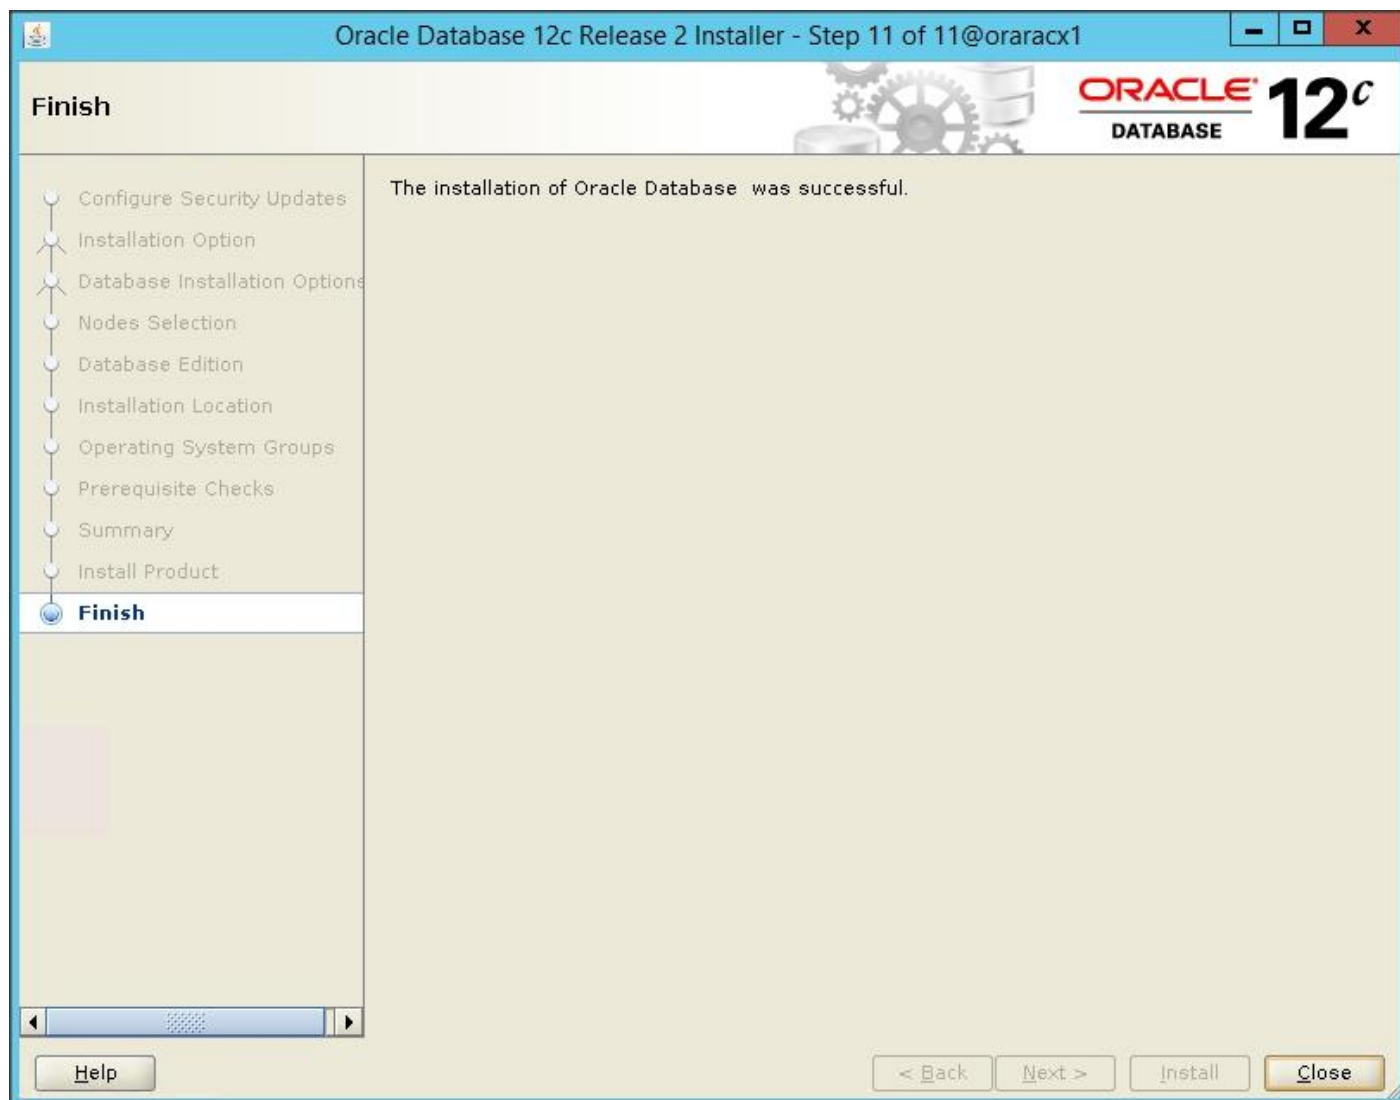 Oracle Database 12c Release 2 Installer - Step 11 of 11@oraracx1
Finish
ORACLE
DATABASE
12c
Configure Security Updates
Installation Option
Database Installation Options
Nodes Selection
Database Edition
Installation Location
Operating System Groups
Prerequisite Checks
Summary
Install Product
Finish
The installation of Oracle Database  was successful.
Help
< Back
Next >
Install
Close